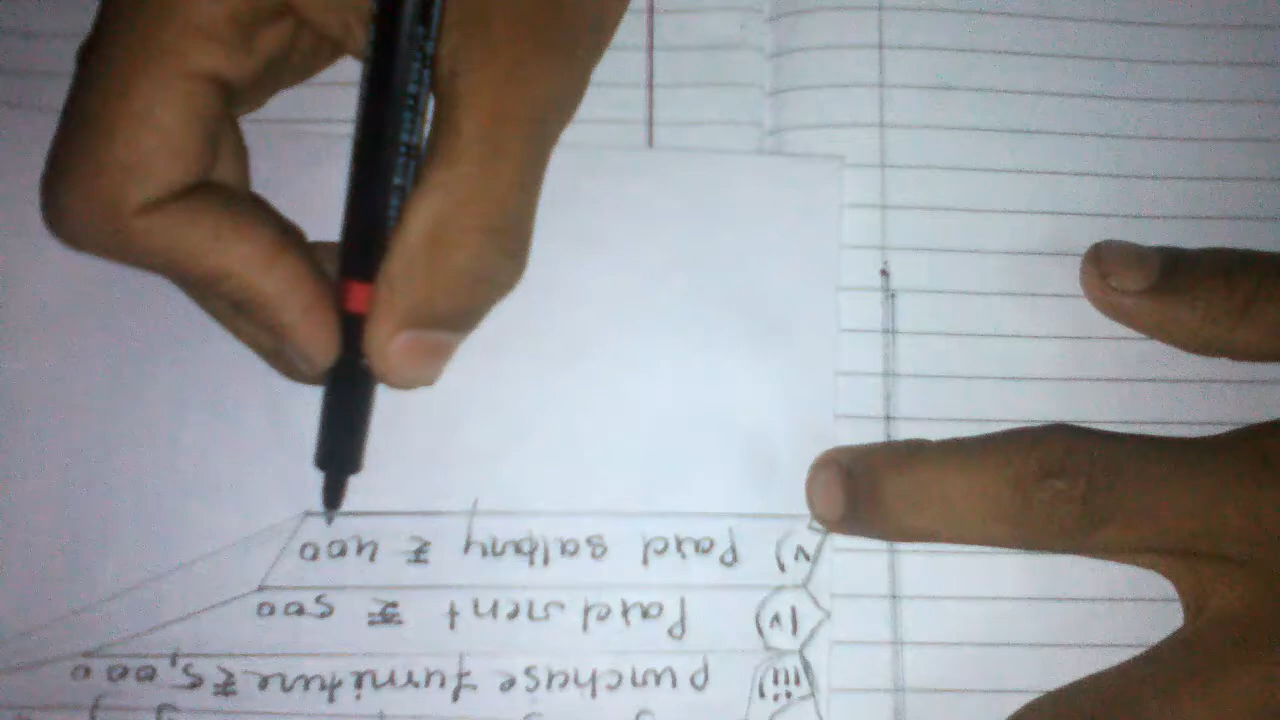 iii) purchase furniture ₹5,000
iv) Paid rent ₹ 500
v) Paid salary ₹ 400